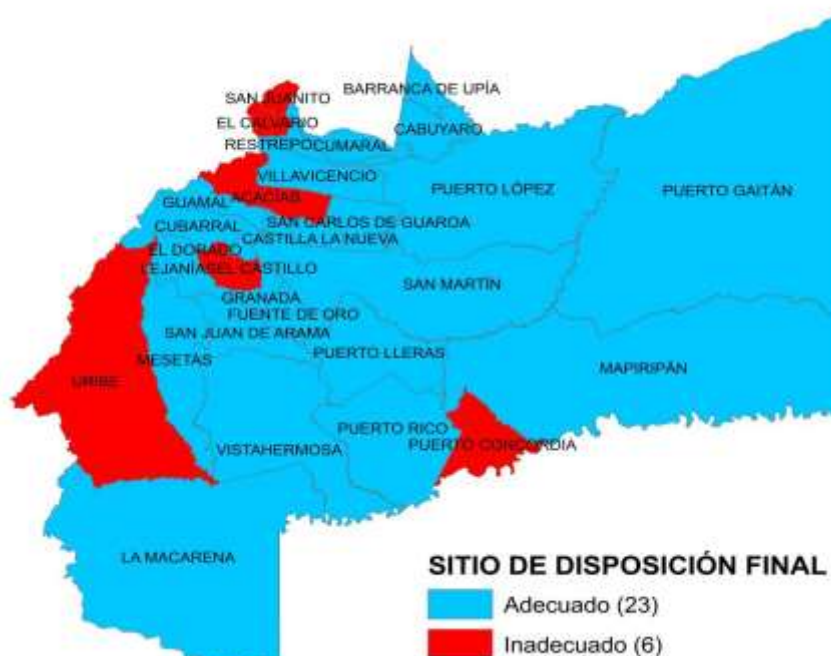 BARRANCA DE UPÍA
SAN JUANITO
EL CALVARIO
CABUYARO
RESTREPO
CUMARAL
VILLAVICENCIO
PUERTO LÓPEZ
PUERTO GAITÁN
GUAMAL
ACACÍAS
CUBARRAL
SAN CARLOS DE GUAROA
CASTILLA LA NUEVA
EL DORADO
LEJANÍAS
EL CASTILLO
SAN MARTÍN
GRANADA
FUENTE DE ORO
SAN JUAN DE ARAMA
MESETAS
PUERTO LLERAS
MAPIRIPÁN
URIBE
PUERTO RICO
PUERTO CONCORDIA
VISTAHERMOSA
LA MACARENA
SITIO DE DISPOSICIÓN FINAL
Adecuado (23)
Inadecuado (6)